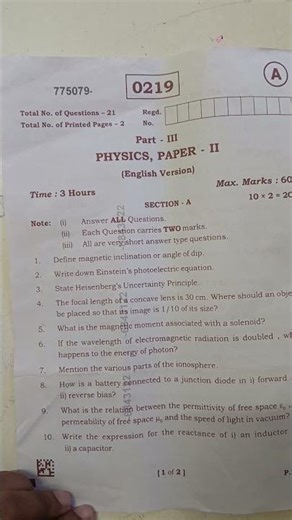 775079-
0219
A
Total No. of Questions – 21
Regd.
Total No. of Printed Pages – 2
No.
Part - III
PHYSICS, PAPER - II
(English Version)
Time : 3 Hours
Max. Marks : 60
SECTION - A
10 × 2 = 20
Note: (i) Answer ALL Questions.
(ii) Each Question carries TWO marks.
(iii) All are very short answer type questions.
1. Define magnetic inclination or angle of dip.
2. Write down Einstein's photoelectric equation.
3. State Heisenberg's Uncertainty Principle.
4. The focal length of a concave lens is 30 cm. Where should an obje
be placed so that its image is 1/10 of its size?
5. What is the magnetic moment associated with a solenoid?
6. If the wavelength of electromagnetic radiation is doubled , w
happens to the energy of photon?
7. Mention the various parts of the ionosphere.
8. How is a battery connected to a junction diode in i) forward
ii) reverse bias?
9. What is the relation between the permittivity of free space ε₀ ,
permeability of free space μ₀ and the speed of light in vacuum?
10. Write the expression for the reactance of i) an inductor
ii) a capacitor.
[1 of 2]
P.